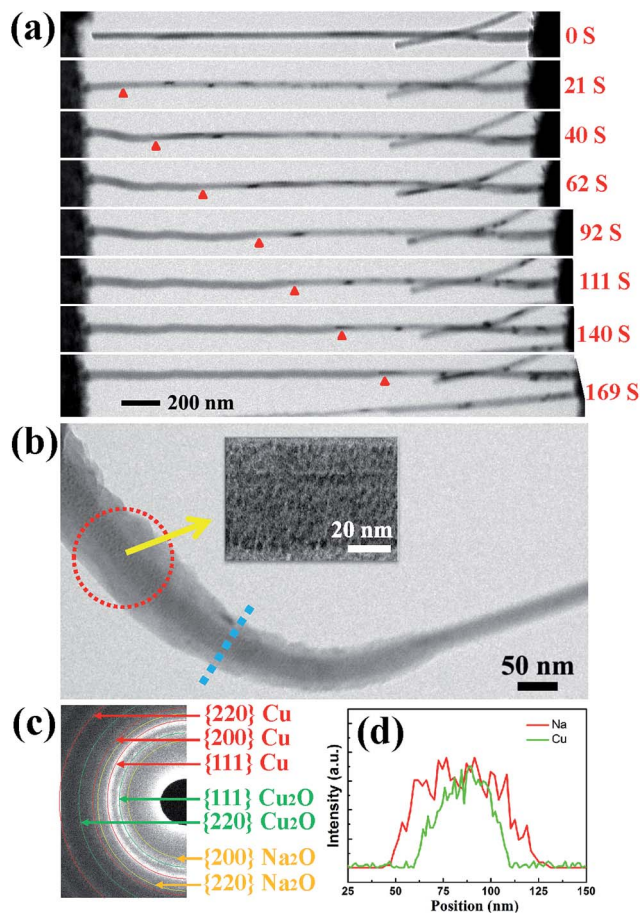 (a)
0 S
21 S
40 S
62 S
92 S
111 S
140 S
169 S
200 nm
(b)
20 nm
50 nm
(c)
{220} Cu
{200} Cu
{111} Cu
{111} Cu₂O
{220} Cu₂O
{200} Na₂O
{220} Na₂O
(d)
Na
Cu
Intensity (a.u.)
25 50 75 100 125 150
Position (nm)